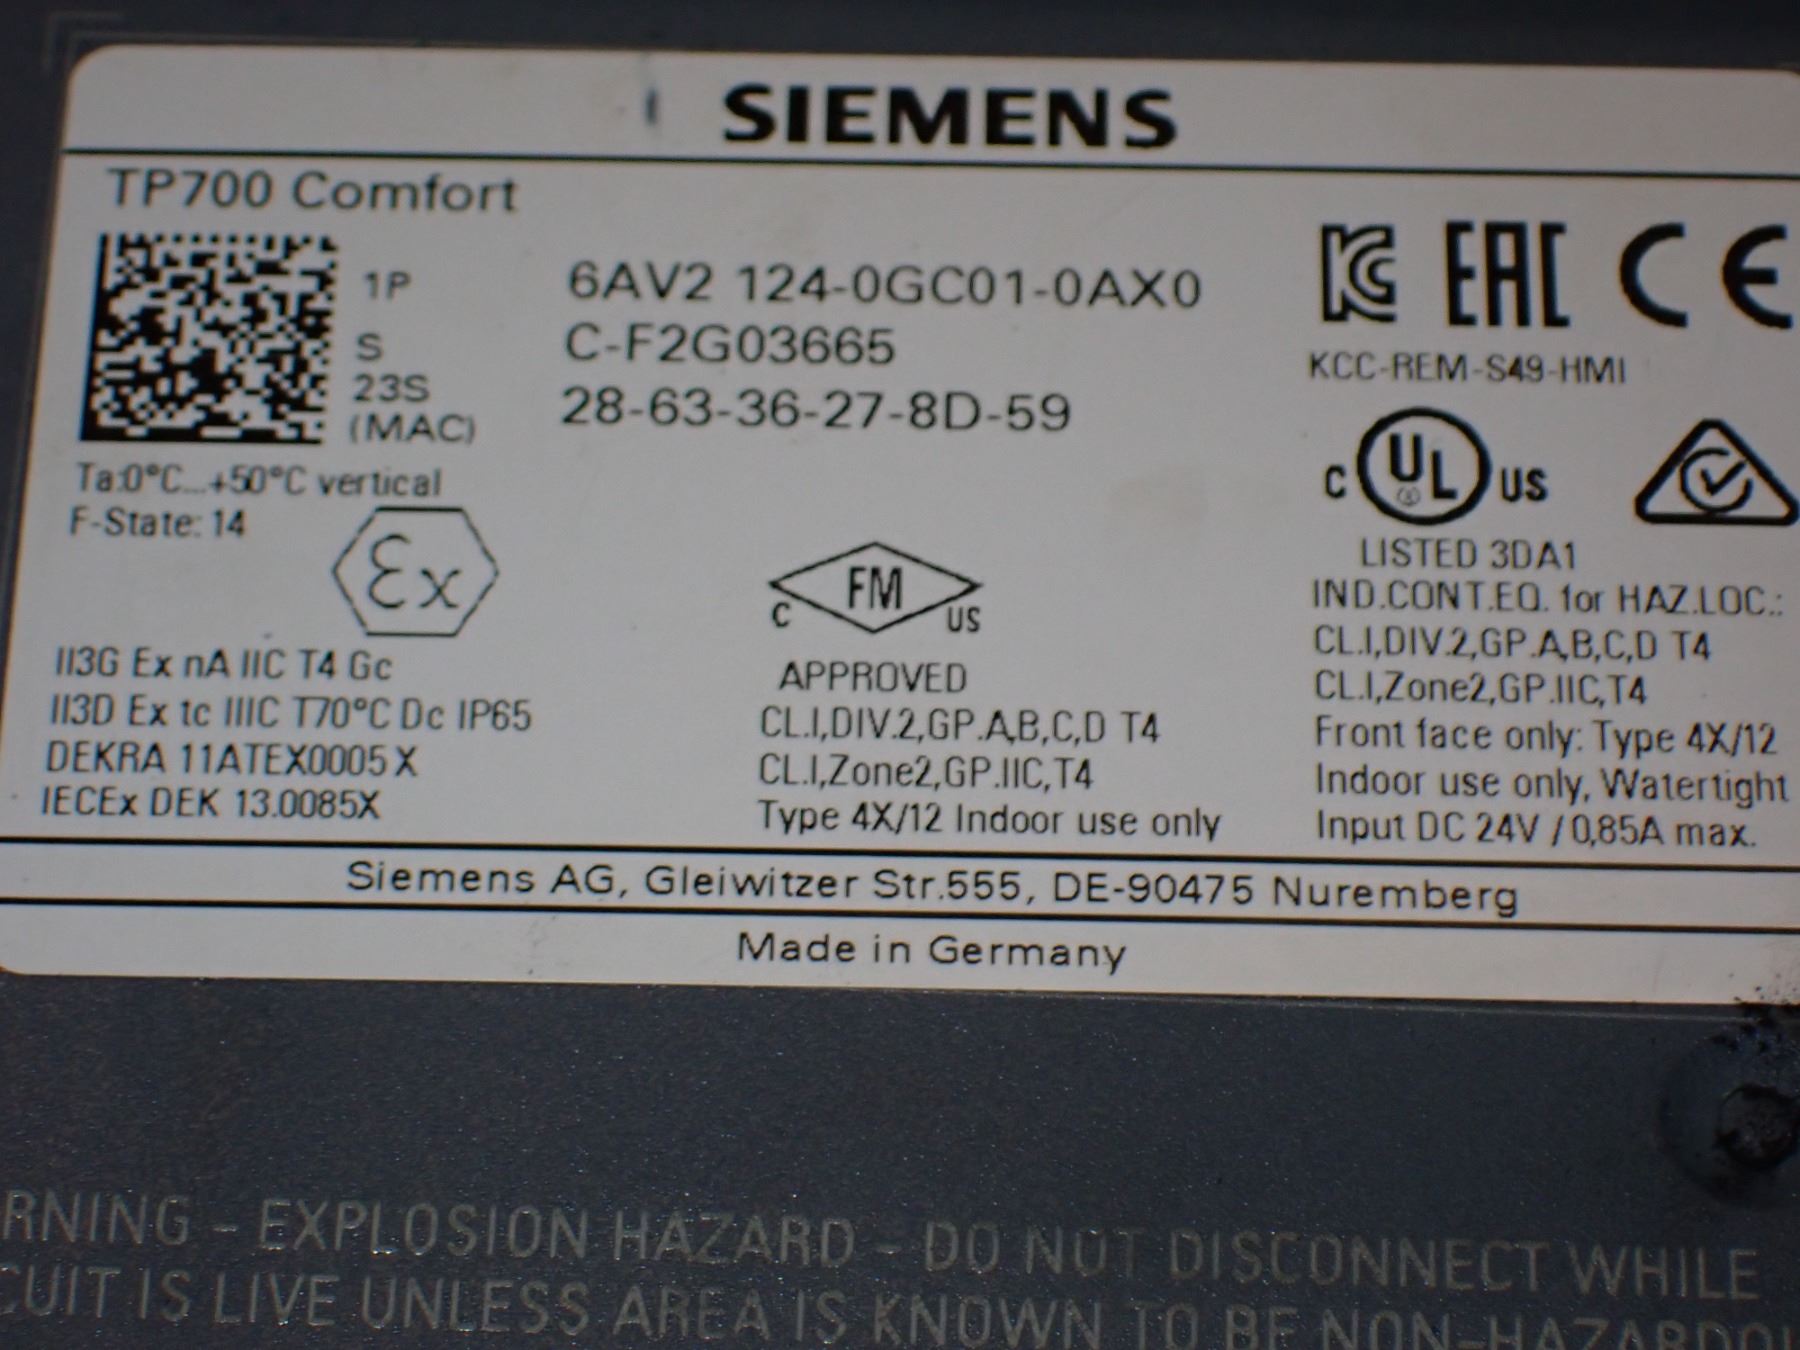 SIEMENS
TP700 Comfort
1P 6AV2 124-0GC01-0AX0
S C-F2G03665
23S
(MAC) 28-63-36-27-8D-59
Ta:0°C...+50°C vertical
F-State: 14
Ex
II3G Ex nA IIC T4 Gc
II3D Ex tc IIIC T70°C Dc IP65
DEKRA 11ATEX0005 X
IECEx DEK 13.0085X
C FM US
APPROVED
CL.I,DIV.2,GP.A,B,C,D T4
CL.I,Zone2,GP.IIC,T4
Type 4X/12 Indoor use only
EAC CE
KCC-REM-S49-HMI
C UL US
LISTED 3DA1
IND.CONT.EQ. for HAZ.LOC.:
CL.I,DIV.2,GP.A,B,C,D T4
CL.I,Zone2,GP.IIC,T4
Front face only: Type 4X/12
Indoor use only, Watertight
Input DC 24V / 0,85A max.
Siemens AG, Gleiwitzer Str.555, DE-90475 Nuremberg
Made in Germany
RNING - EXPLOSION HAZARD - DO NOT DISCONNECT WHILE
CUIT IS LIVE UNLESS AREA IS KNOWN TO BE NON-HAZARDOU